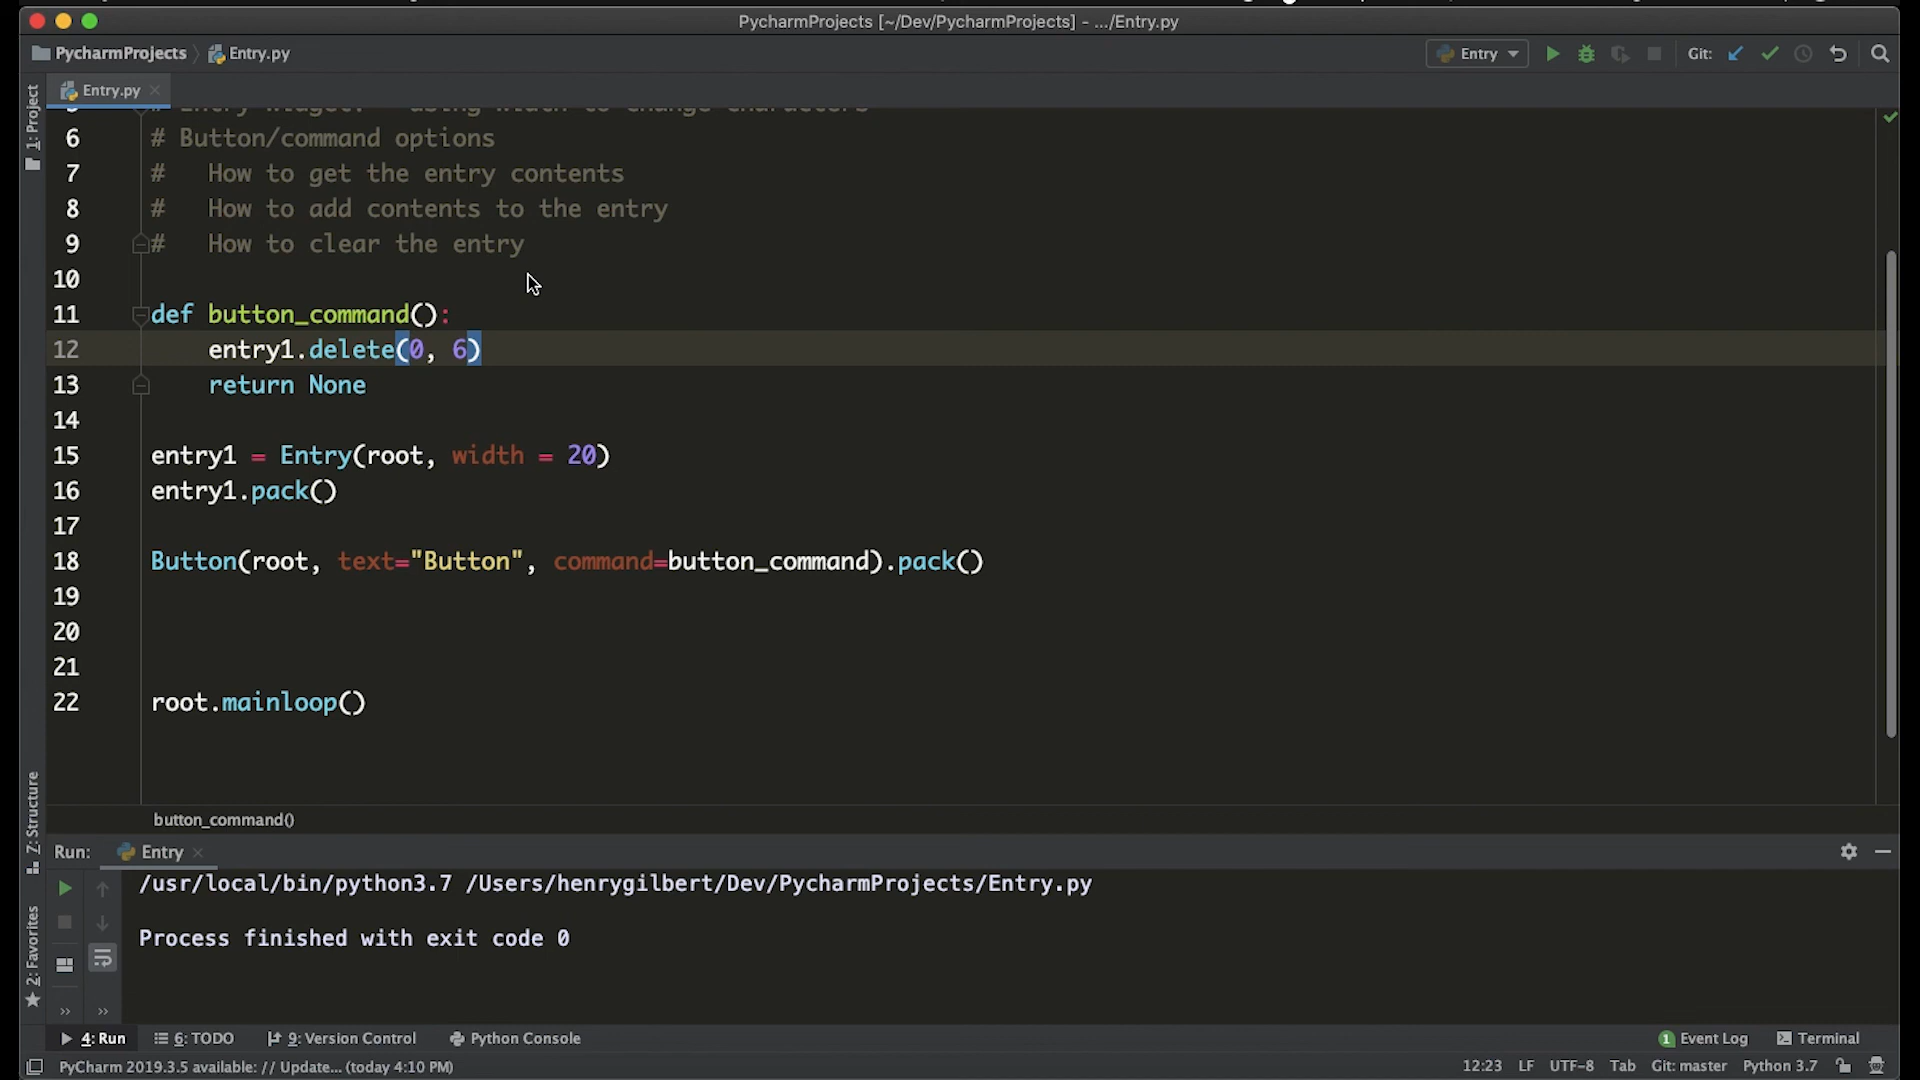 PycharmProjects [~/Dev/PycharmProjects] - .../Entry.py
PycharmProjects
Entry.py
Entry
Git:
1: Project
Entry.py
6 # Button/command options
7 #   How to get the entry contents
8 #   How to add contents to the entry
9 #   How to clear the entry
10
11 def button_command():
12     entry1.delete(0, 6)
13     return None
14
15 entry1 = Entry(root, width = 20)
16 entry1.pack()
17
18 Button(root, text="Button", command=button_command).pack()
19
20
21
22 root.mainloop()
button_command()
Z: Structure
2: Favorites
Run: Entry
/usr/local/bin/python3.7 /Users/henrygilbert/Dev/PycharmProjects/Entry.py
Process finished with exit code 0
4: Run 6: TODO 9: Version Control Python Console 1 Event Log Terminal
PyCharm 2019.3.5 available: // Update... (today 4:10 PM) 12:23 LF UTF-8 Tab Git: master Python 3.7